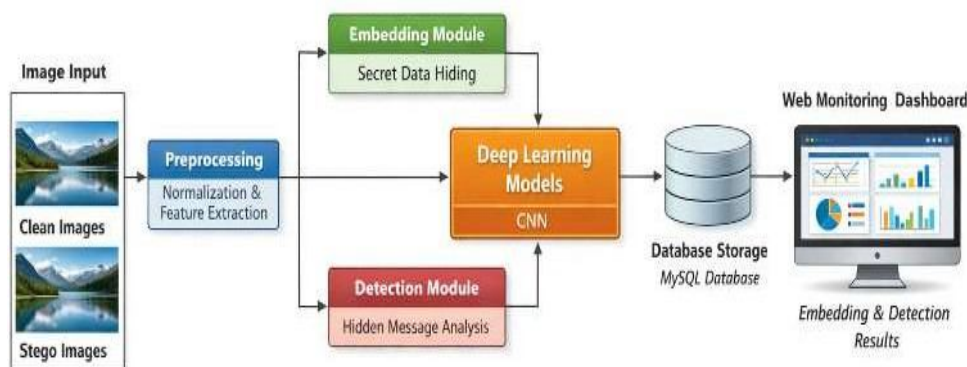 Image Input
Clean Images
Stego Images
Preprocessing
Normalization &
Feature Extraction
Embedding Module
Secret Data Hiding
Detection Module
Hidden Message Analysis
Deep Learning
Models
CNN
Database Storage
MySQL Database
Web Monitoring Dashboard
Embedding & Detection
Results